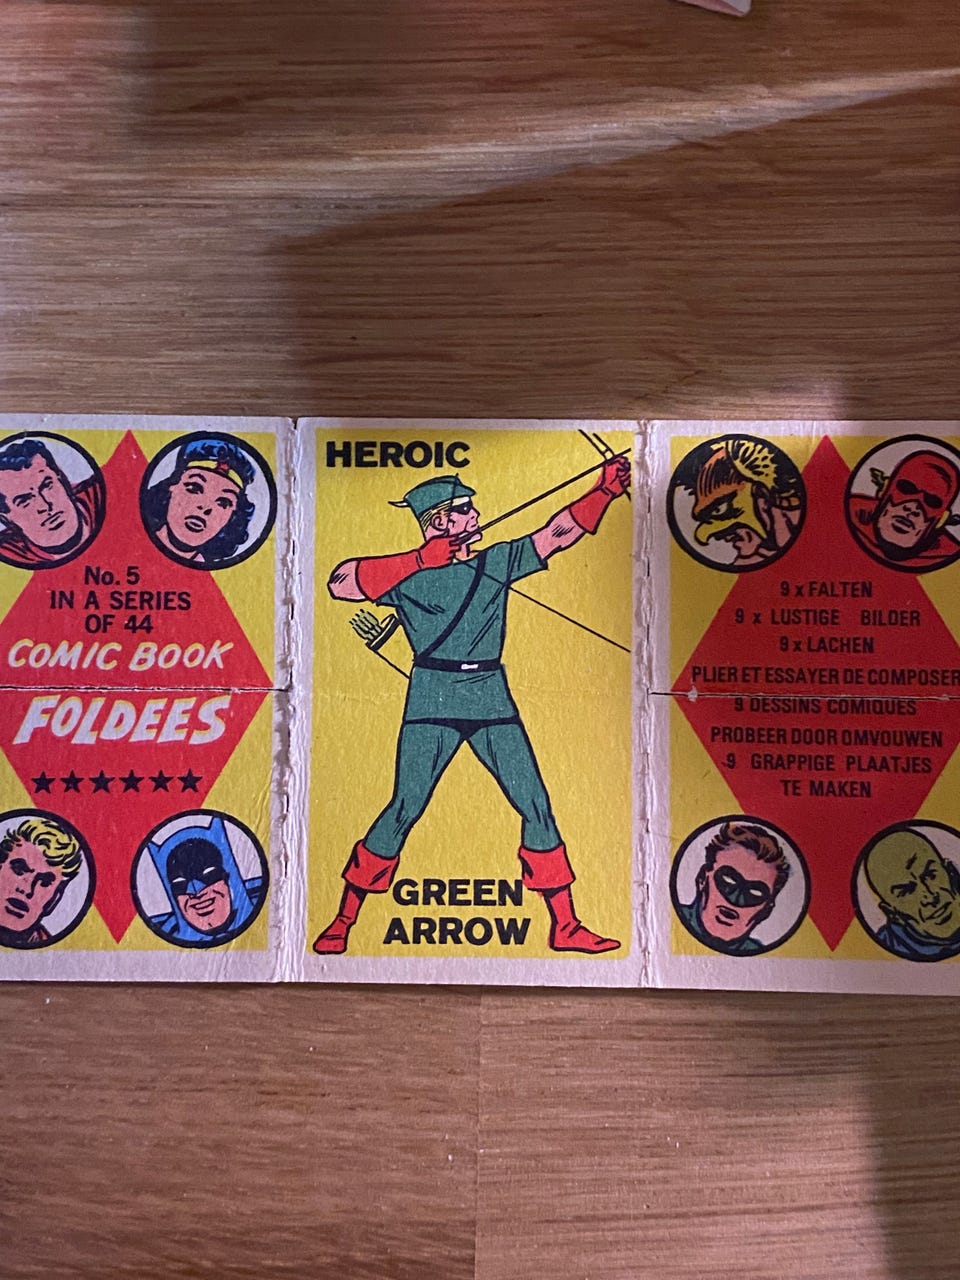 No. 5
IN A SERIES
OF 44
COMIC BOOK
FOLDEES
HEROIC
GREEN
ARROW
9 x FALTEN
9 x LUSTIGE BILDER
9 x LACHEN
PLIER ET ESSAYER DE COMPOSER
9 DESSINS COMIQUES
PROBEER DOOR OMVOUWEN
9 GRAPPIGE PLAATJES
TE MAKEN